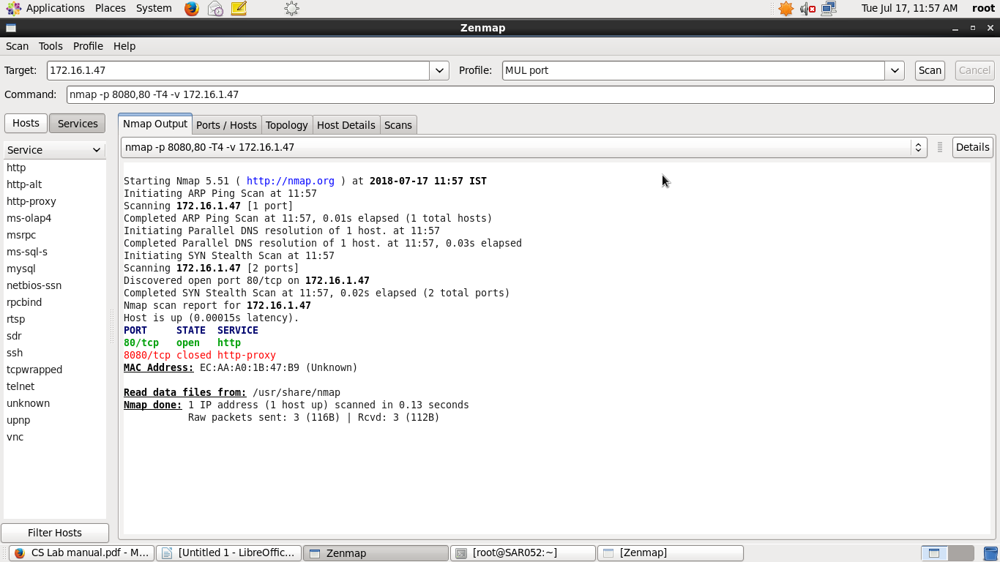 Applications Places System Tue Jul 17, 11:57 AM root
Zenmap
Scan Tools Profile Help
Target: 172.16.1.47 Profile: MUL port Scan Cancel
Command: nmap -p 8080,80 -T4 -v 172.16.1.47
Hosts Services Nmap Output Ports / Hosts Topology Host Details Scans
nmap -p 8080,80 -T4 -v 172.16.1.47 Details
Service
http
http-alt
http-proxy
ms-olap4
msrpc
ms-sql-s
mysql
netbios-ssn
rpcbind
rtsp
sdr
ssh
tcpwrapped
telnet
unknown
upnp
vnc
Filter Hosts
Starting Nmap 5.51 ( http://nmap.org ) at 2018-07-17 11:57 IST
Initiating ARP Ping Scan at 11:57
Scanning 172.16.1.47 [1 port]
Completed ARP Ping Scan at 11:57, 0.01s elapsed (1 total hosts)
Initiating Parallel DNS resolution of 1 host. at 11:57
Completed Parallel DNS resolution of 1 host. at 11:57, 0.03s elapsed
Initiating SYN Stealth Scan at 11:57
Scanning 172.16.1.47 [2 ports]
Discovered open port 80/tcp on 172.16.1.47
Completed SYN Stealth Scan at 11:57, 0.02s elapsed (2 total ports)
Nmap scan report for 172.16.1.47
Host is up (0.00015s latency).
PORT STATE SERVICE
80/tcp open http
8080/tcp closed http-proxy
MAC Address: EC:AA:A0:1B:47:B9 (Unknown)
Read data files from: /usr/share/nmap
Nmap done: 1 IP address (1 host up) scanned in 0.13 seconds
Raw packets sent: 3 (116B) | Rcvd: 3 (112B)
CS Lab manual.pdf - M... [Untitled 1 - LibreOffic... Zenmap [root@SAR052:~] [Zenmap]